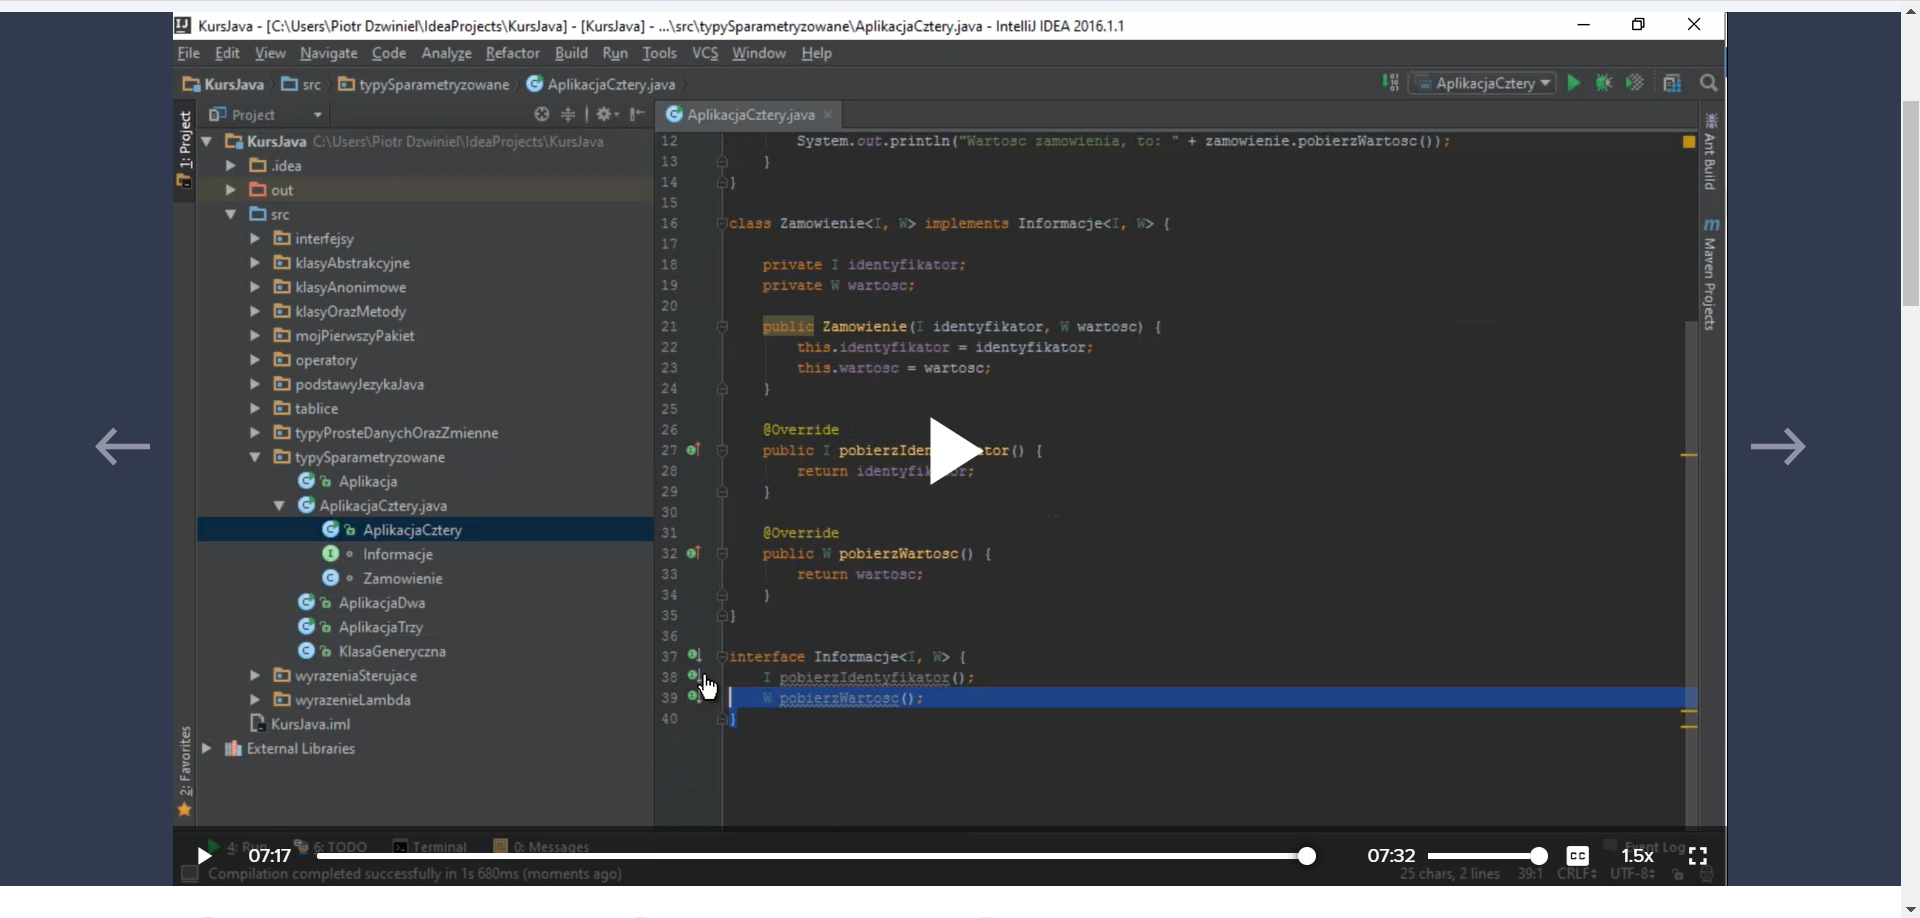 KursJava - [C:\Users\Piotr Dzwiniel\IdeaProjects\KursJava] - [KursJava] - ...\src\typySparametryzowane\AplikacjaCztery.java - IntelliJ IDEA 2016.1.1
File Edit View Navigate Code Analyze Refactor Build Run Tools VCS Window Help
KursJava src typySparametryzowane AplikacjaCztery.java AplikacjaCztery
1: Project
Project
KursJava C:\Users\Piotr Dzwiniel\IdeaProjects\KursJava
.idea
out
src
interfejsy
klasyAbstrakcyjne
klasyAnonimowe
klasyOrazMetody
mojPierwszyPakiet
operatory
podstawyJezykaJava
tablice
typyProsteDanychOrazZmienne
typySparametryzowane
Aplikacja
AplikacjaCztery.java
AplikacjaCztery
Informacje
Zamowienie
AplikacjaDwa
AplikacjaTrzy
KlasaGeneryczna
wyrazeniaSterujace
wyrazenieLambda
KursJava.iml
External Libraries
2: Favorites
AplikacjaCztery.java
12 System.out.println("Wartosc zamowienia, to: " + zamowienie.pobierzWartosc());
13 }
14 }
15
16 class Zamowienie<I, W> implements Informacje<I, W> {
17
18 private I identyfikator;
19 private W wartosc;
20
21 public Zamowienie(I identyfikator, W wartosc) {
22 this.identyfikator = identyfikator;
23 this.wartosc = wartosc;
24 }
25
26 @Override
27 public I pobierzIden tor() {
28 return identyfi or;
29 }
30
31 @Override
32 public W pobierzWartosc() {
33 return wartosc;
34 }
35 }
36
37 interface Informacje<I, W> {
38 I pobierzIdentyfikator();
39 W pobierzWartosc();
40 }
Ant Build
m Maven Projects
4: Run 6: TODO Terminal 0: Messages Event Log
07:17 07:32 CC 1.5x
Compilation completed successfully in 1s 680ms (moments ago) 25 chars, 2 lines 39:1 CRLF UTF-8